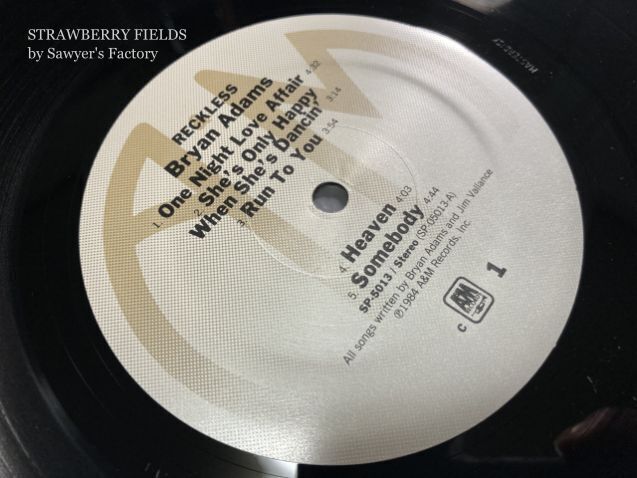 STRAWBERRY FIELDS
by Sawyer's Factory
MASTERED BY
RECKLESS
Bryan Adams
1. One Night Love Affair 4:32
2. She's Only Happy
When She's Dancin' 3:14
3. Run To You 3:54
4. Heaven 4:03
5. Somebody 4:44
SP-5013 / Stereo (SP-05013-A)
All songs written by Bryan Adams and Jim Vallance
℗1984 A&M Records, Inc
A&M
C
1